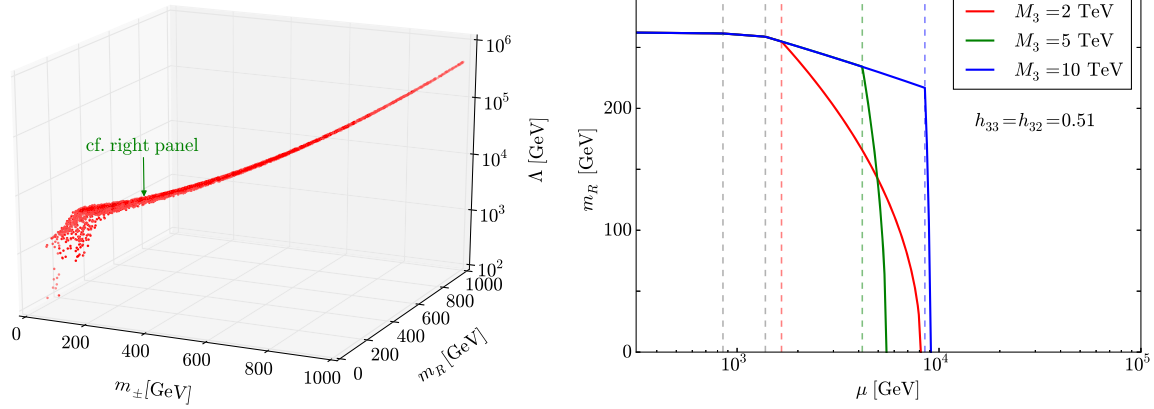 cf. right panel
10^6
10^5
10^4
10^3
10^2
Λ [GeV]
0
200
400
600
800
1000
m_±[GeV]
0
200
400
600
800
1000
m_R [GeV]
M_3 = 2 TeV
M_3 = 5 TeV
M_3 = 10 TeV
h_33 = h_32 = 0.51
200
100
0
m_R [GeV]
10^3
10^4
10^5
μ [GeV]